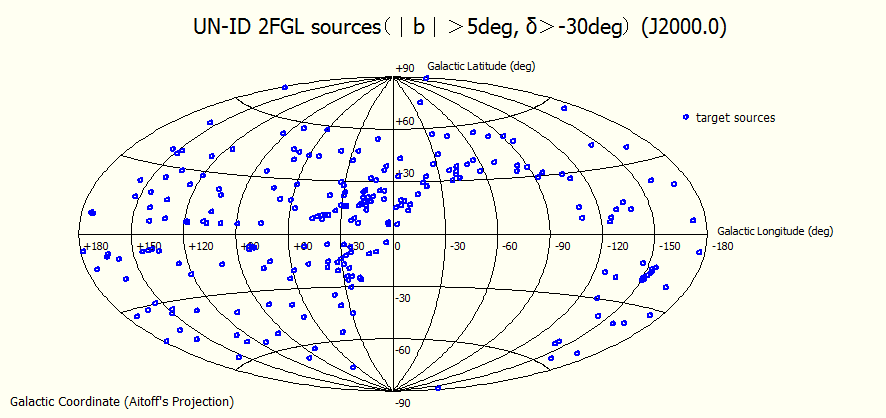 UN-ID 2FGL sources(|b|>5deg, δ>-30deg) (J2000.0)
+90 Galactic Latitude (deg)
target sources
+60
+30
+180 +150 +120 +90 +60 +30 0 -30 -60 -90 -120 -150 -180
Galactic Longitude (deg)
-30
-60
-90
Galactic Coordinate (Aitoff's Projection)